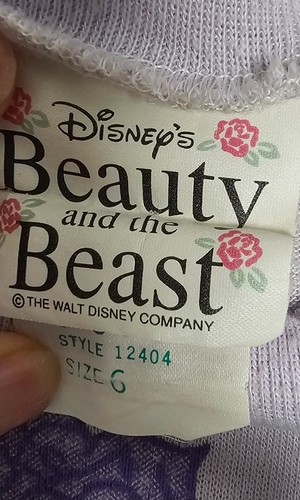 Disney's
Beauty
and the
Beast
© THE WALT DISNEY COMPANY
STYLE 12404
SIZE 6